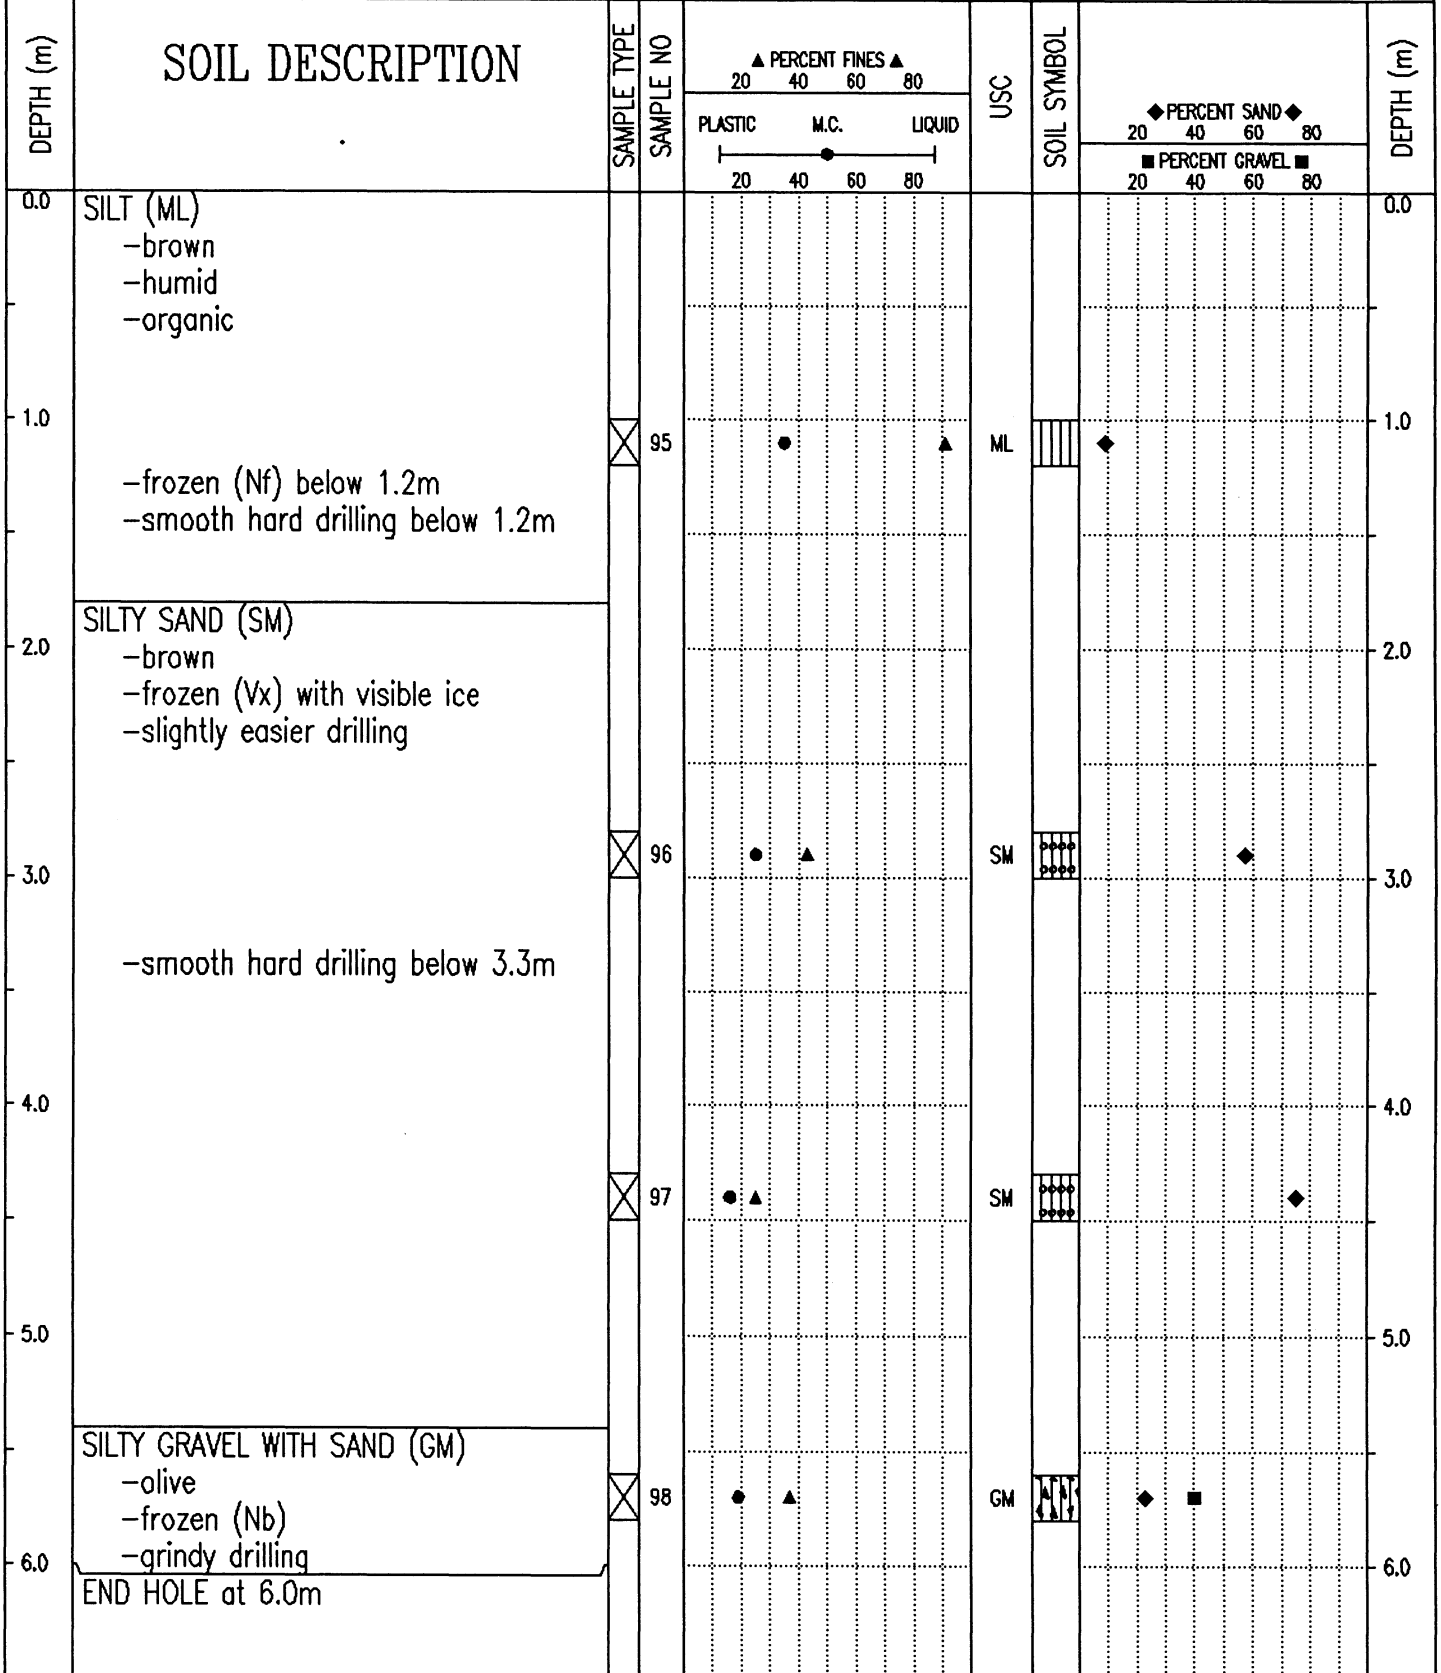 DEPTH (m)
SOIL DESCRIPTION
SAMPLE TYPE
SAMPLE NO
▲ PERCENT FINES ▲
20 40 60 80
PLASTIC M.C. LIQUID
20 40 60 80
USC
SOIL SYMBOL
◆ PERCENT SAND ◆
20 40 60 80
■ PERCENT GRAVEL ■
20 40 60 80
DEPTH (m)
0.0 SILT (ML) 0.0
-brown
-humid
-organic
1.0 1.0
95 ML
-frozen (Nf) below 1.2m
-smooth hard drilling below 1.2m
SILTY SAND (SM)
2.0 2.0
-brown
-frozen (Vx) with visible ice
-slightly easier drilling
96 SM
3.0 3.0
-smooth hard drilling below 3.3m
4.0 4.0
97 SM
5.0 5.0
SILTY GRAVEL WITH SAND (GM)
-olive
98 GM
-frozen (Nb)
-grindy drilling
6.0 6.0
END HOLE at 6.0m